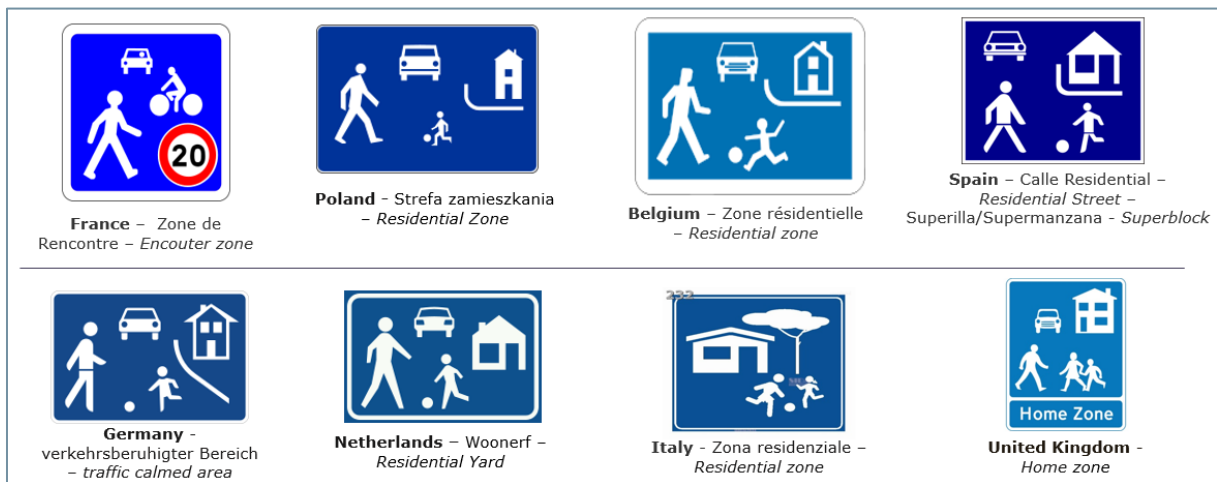 20
France – Zone de
Rencontre – Encouter zone
Poland - Strefa zamieszkania
– Residential Zone
Belgium – Zone résidentielle
– Residential zone
Spain – Calle Residential –
Residential Street –
Superilla/Supermanzana - Superblock
Germany -
verkehrsberuhigter Bereich
– traffic calmed area
Netherlands – Woonerf –
Residential Yard
232
Italy - Zona residenziale –
Residential zone
Home Zone
United Kingdom -
Home zone